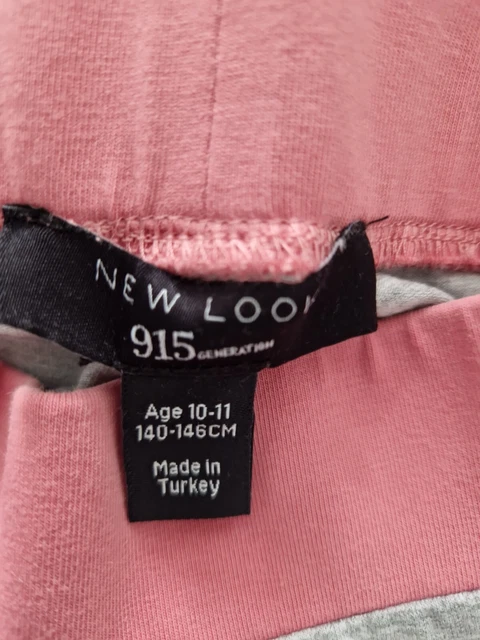 NEW LOOK
915 GENERATION
Age 10-11
140-146CM
Made in
Turkey